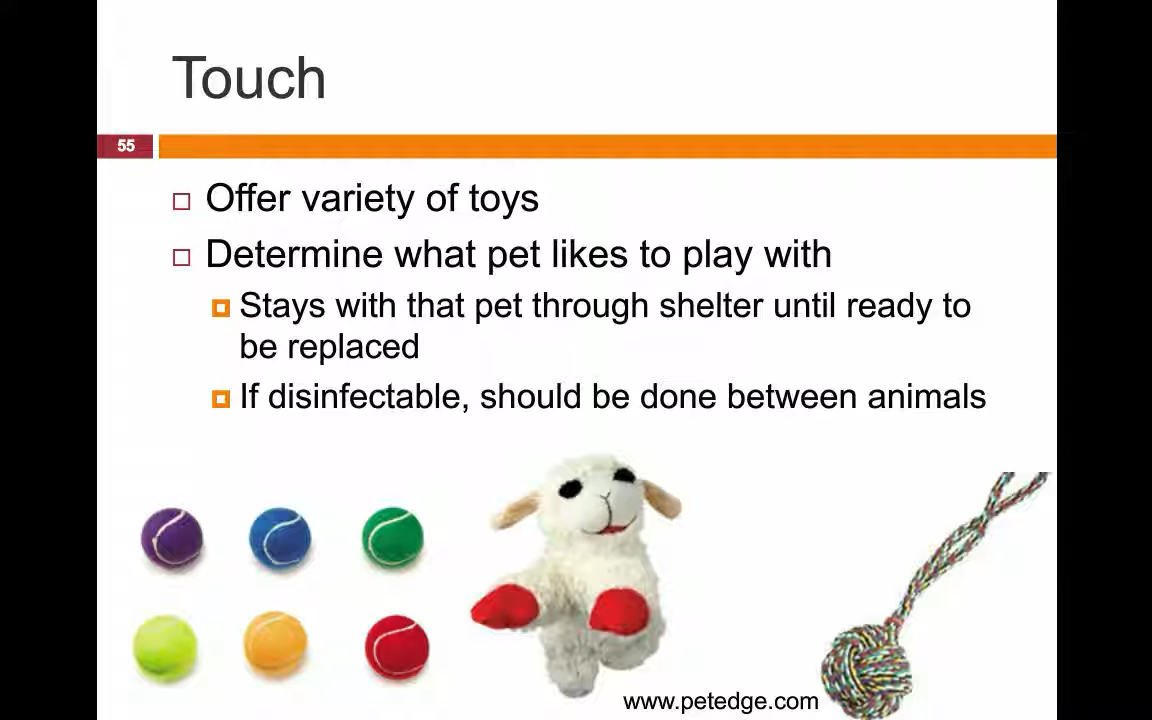 Touch
55
Offer variety of toys
Determine what pet likes to play with
Stays with that pet through shelter until ready to
be replaced
If disinfectable, should be done between animals
www.petedge.com